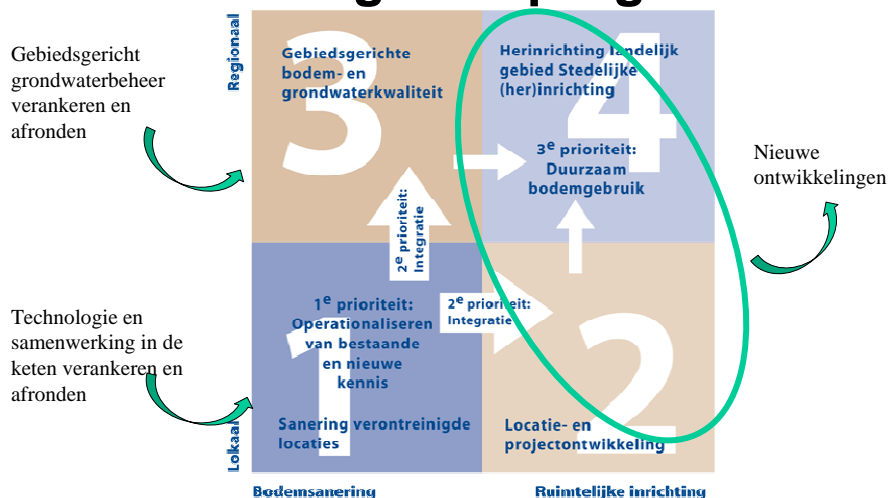 Gebiedsgericht
grondwaterbeheer
verankeren en
afronden
Technologie en
samenwerking in de
keten verankeren en
afronden
Regionaal
Lokaal
3
Gebiedsgerichte
bodem- en
grondwaterkwaliteit
4
Herinrichting landelijk
gebied Stedelijke
(her)inrichting
3e prioriteit:
Duurzaam
bodemgebruik
2e prioriteit:
Integratie
1
1e prioriteit:
Operationaliseren
van bestaande
en nieuwe
kennis
Sanering verontreinigde
locaties
2e prioriteit:
Integratie
2
Locatie- en
projectontwikkeling
Bodemsanering
Ruimtelijke inrichting
Nieuwe
ontwikkelingen